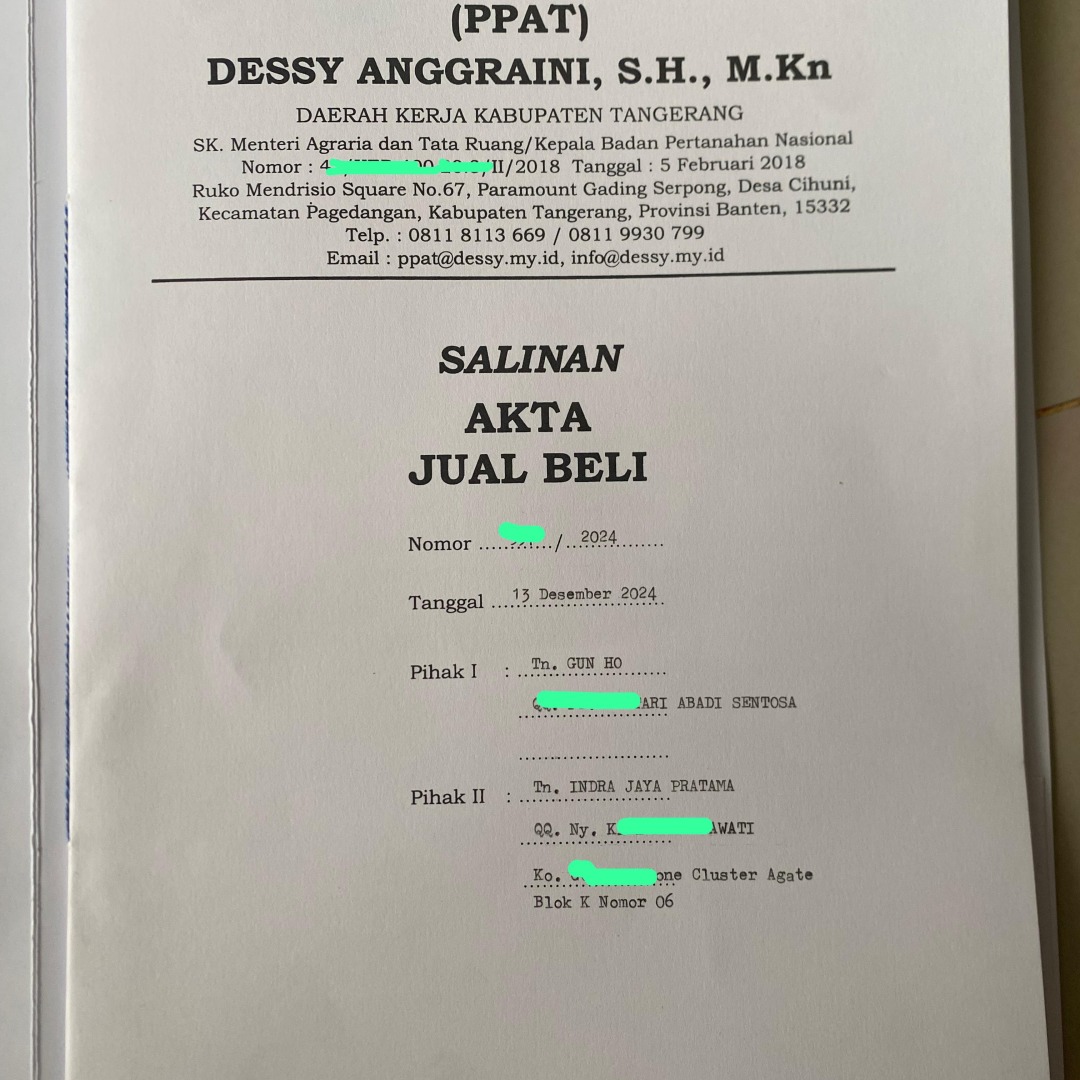 (PPAT)
DESSY ANGGRAINI, S.H., M.Kn
DAERAH KERJA KABUPATEN TANGERANG
SK. Menteri Agraria dan Tata Ruang/Kepala Badan Pertanahan Nasional
Nomor : 4 /II/2018 Tanggal : 5 Februari 2018
Ruko Mendrisio Square No.67, Paramount Gading Serpong, Desa Cihuni,
Kecamatan Pagedangan, Kabupaten Tangerang, Provinsi Banten, 15332
Telp. : 0811 8113 669 / 0811 9930 799
Email : ppat@dessy.my.id, info@dessy.my.id
SALINAN
AKTA
JUAL BELI
Nomor / 2024
Tanggal 13 Desember 2024
Pihak I : Tn. GUN HO
ABADI SENTOSA
Pihak II : Tn. INDRA JAYA PRATAMA
QQ. Ny.
Ko. Cluster Agate
Blok K Nomor 06